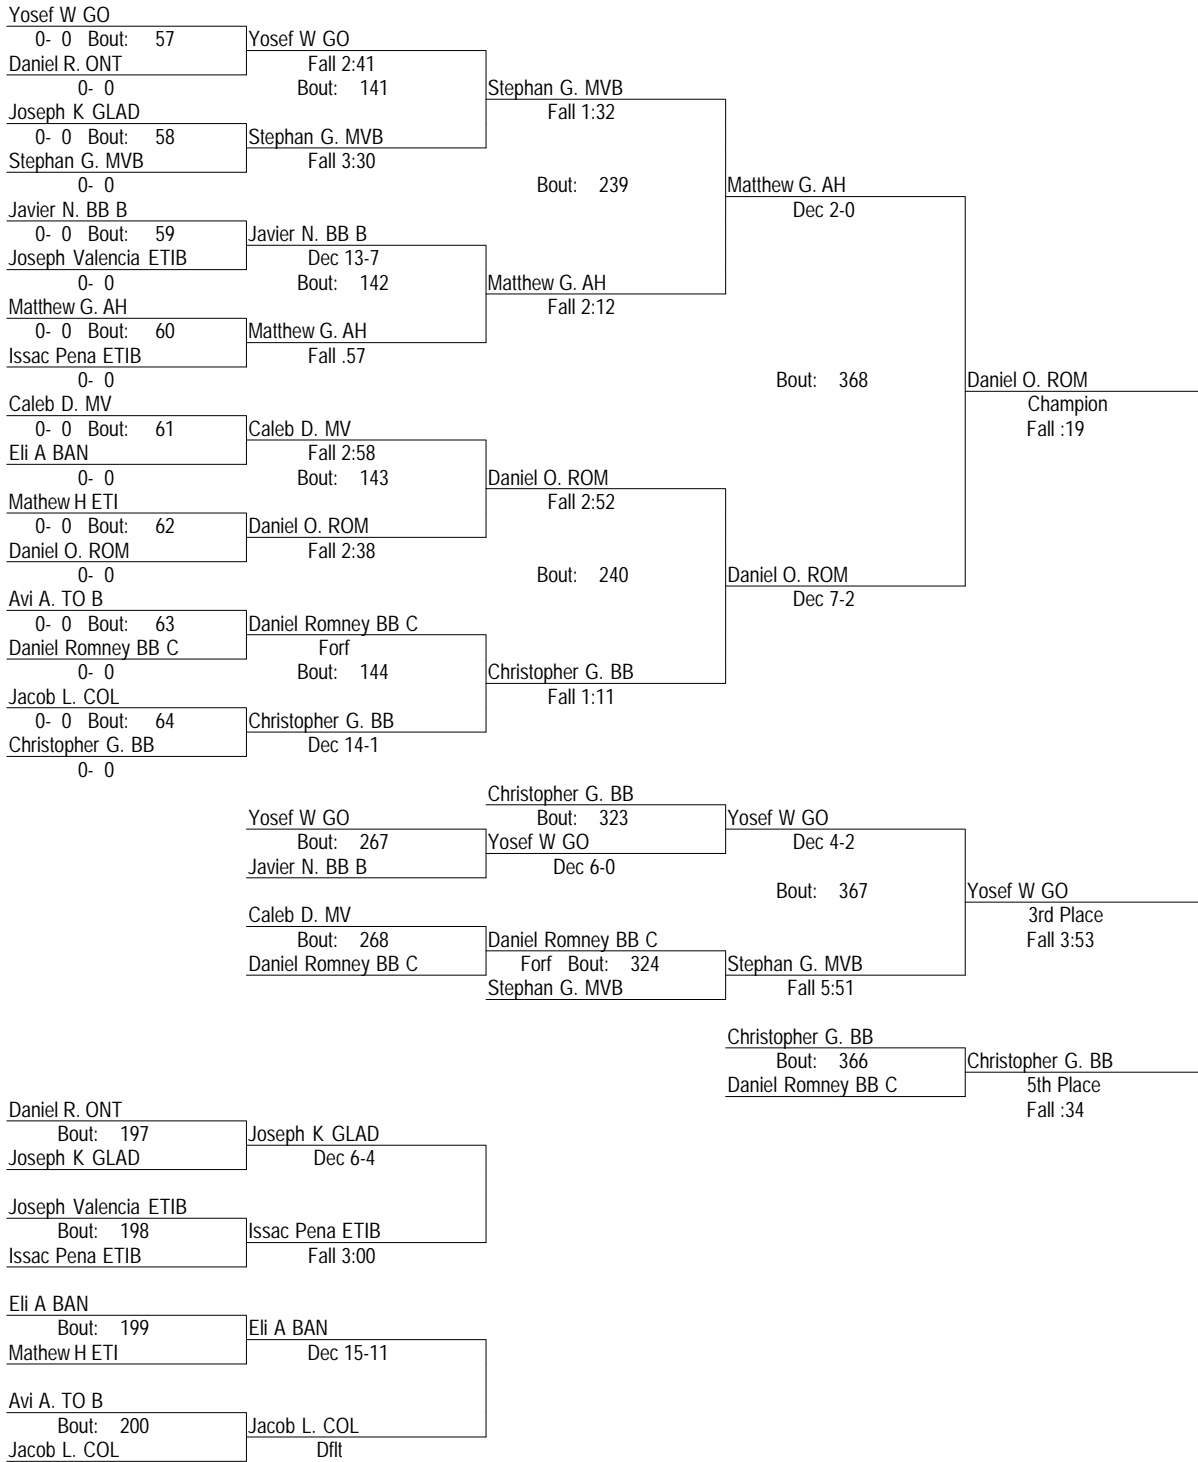 Yosef W GO
0- 0 Bout: 57 Yosef W GO
Daniel R. ONT Fall 2:41
0- 0 Bout: 141 Stephan G. MVB
Joseph K GLAD Fall 1:32
0- 0 Bout: 58 Stephan G. MVB
Stephan G. MVB Fall 3:30
0- 0 Bout: 239 Matthew G. AH
Javier N. BB B Dec 2-0
0- 0 Bout: 59 Javier N. BB B
Joseph Valencia ETIB Dec 13-7
0- 0 Bout: 142 Matthew G. AH
Matthew G. AH Fall 2:12
0- 0 Bout: 60 Matthew G. AH
Issac Pena ETIB Fall .57
0- 0 Bout: 368 Daniel O. ROM
Caleb D. MV Champion
0- 0 Bout: 61 Caleb D. MV Fall :19
Eli A BAN Fall 2:58
0- 0 Bout: 143 Daniel O. ROM
Mathew H ETI Fall 2:52
0- 0 Bout: 62 Daniel O. ROM
Daniel O. ROM Fall 2:38
0- 0 Bout: 240 Daniel O. ROM
Avi A. TO B Dec 7-2
0- 0 Bout: 63 Daniel Romney BB C
Daniel Romney BB C Forf
0- 0 Bout: 144 Christopher G. BB
Jacob L. COL Fall 1:11
0- 0 Bout: 64 Christopher G. BB
Christopher G. BB Dec 14-1
0- 0
Christopher G. BB
Yosef W GO Bout: 323 Yosef W GO
Bout: 267 Yosef W GO Dec 4-2
Javier N. BB B Dec 6-0
Bout: 367 Yosef W GO
Caleb D. MV 3rd Place
Bout: 268 Daniel Romney BB C Fall 3:53
Daniel Romney BB C Forf Bout: 324 Stephan G. MVB
Stephan G. MVB Fall 5:51
Christopher G. BB
Bout: 366 Christopher G. BB
Daniel Romney BB C 5th Place
Daniel R. ONT Fall :34
Bout: 197 Joseph K GLAD
Joseph K GLAD Dec 6-4
Joseph Valencia ETIB
Bout: 198 Issac Pena ETIB
Issac Pena ETIB Fall 3:00
Eli A BAN
Bout: 199 Eli A BAN
Mathew H ETI Dec 15-11
Avi A. TO B
Bout: 200 Jacob L. COL
Jacob L. COL Dflt